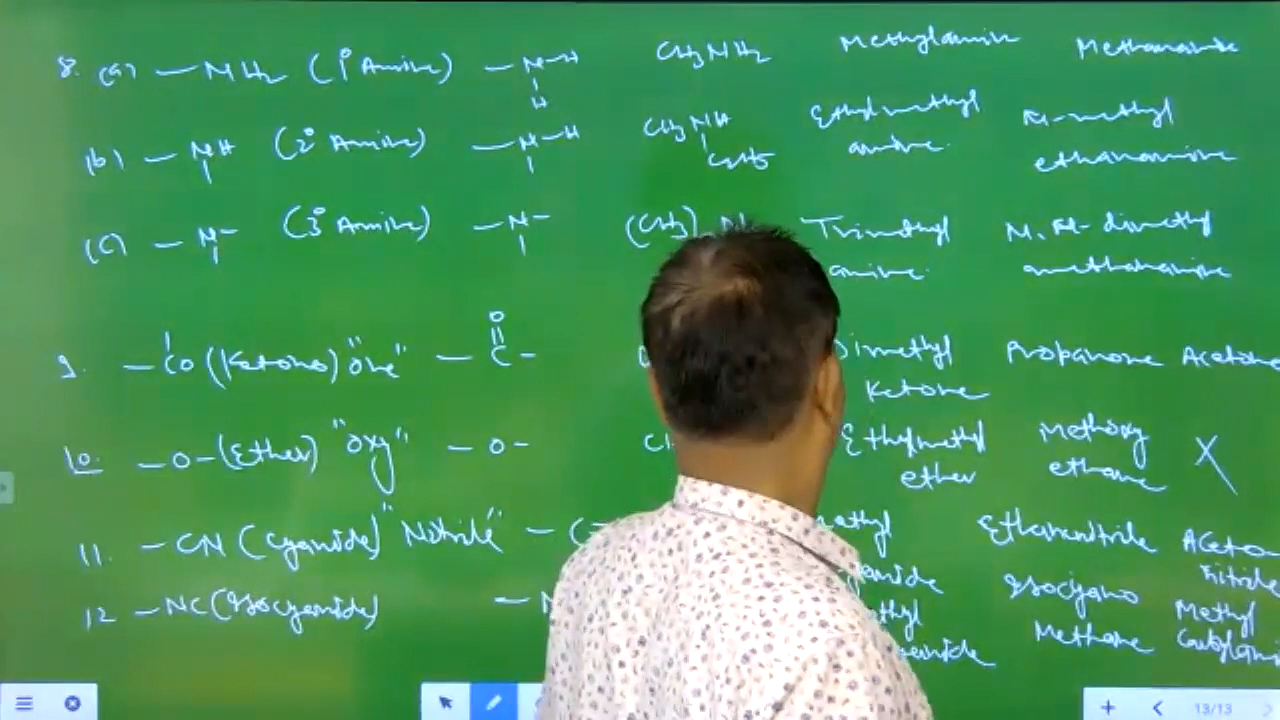 8. (a) —NH2 (1° Amine) —N—H CH3NH2 Methylamine Methanamine
H
(b) —NH (2° Amine) —N—H CH3NH Ethylmethyl N-methyl
C2H5 amine. ethanamine
(c) —N— (3° Amine) —N— (CH3) N Trimethyl N,N-dimethyl
amine. methanamine
O
9. —CO (Ketone) "one" —C— Dimethyl Propanone Acetone
Ketone
10. —O—(Ether) "oxy" —O— Ethylmethyl Methoxy X
ether ethane
11. —CN (Cyanide) "Nitrile" —C Ethanenitrile Aceto
nitrile
12 —NC (Isocyanide) —N Isocyano Methyl
Methane
13/13